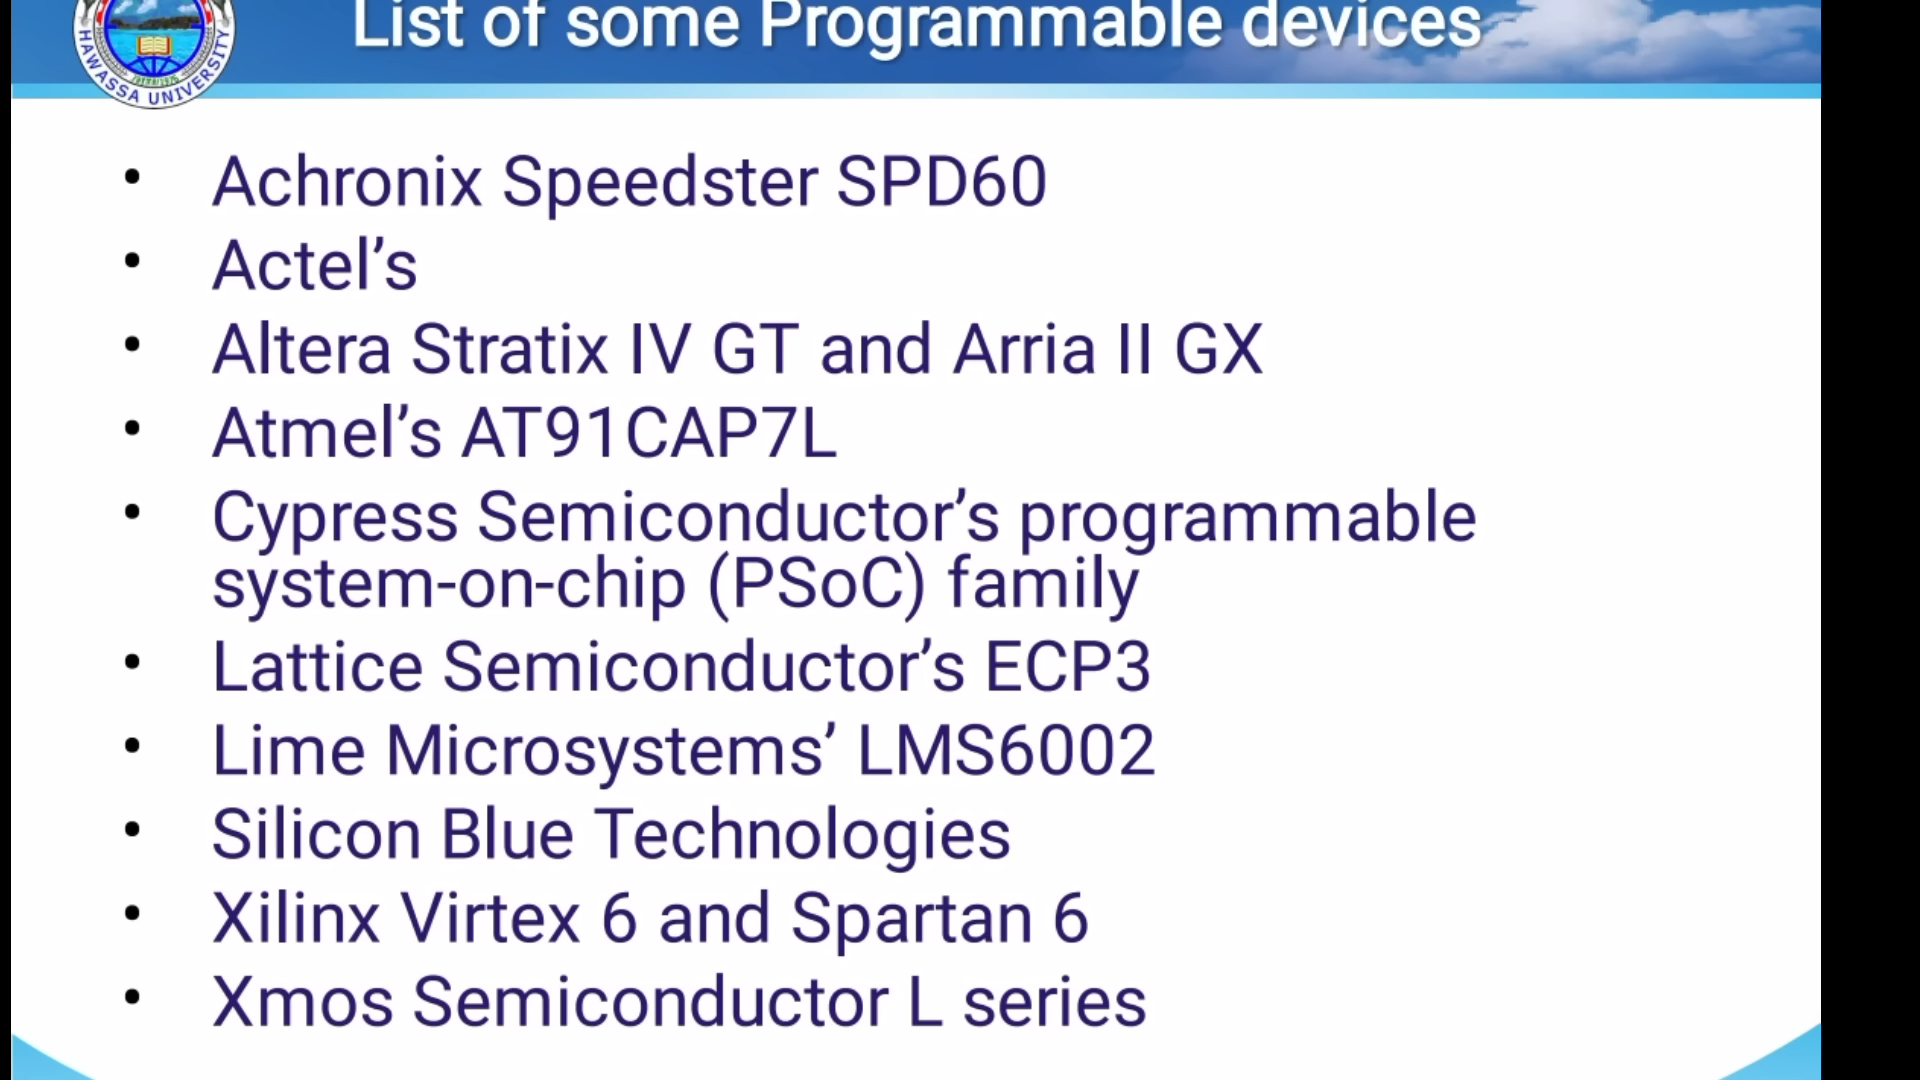 HAWASSA UNIVERSITY
List of some Programmable devices
• Achronix Speedster SPD60
• Actel’s
• Altera Stratix IV GT and Arria II GX
• Atmel’s AT91CAP7L
• Cypress Semiconductor’s programmable
system-on-chip (PSoC) family
• Lattice Semiconductor’s ECP3
• Lime Microsystems’ LMS6002
• Silicon Blue Technologies
• Xilinx Virtex 6 and Spartan 6
• Xmos Semiconductor L series